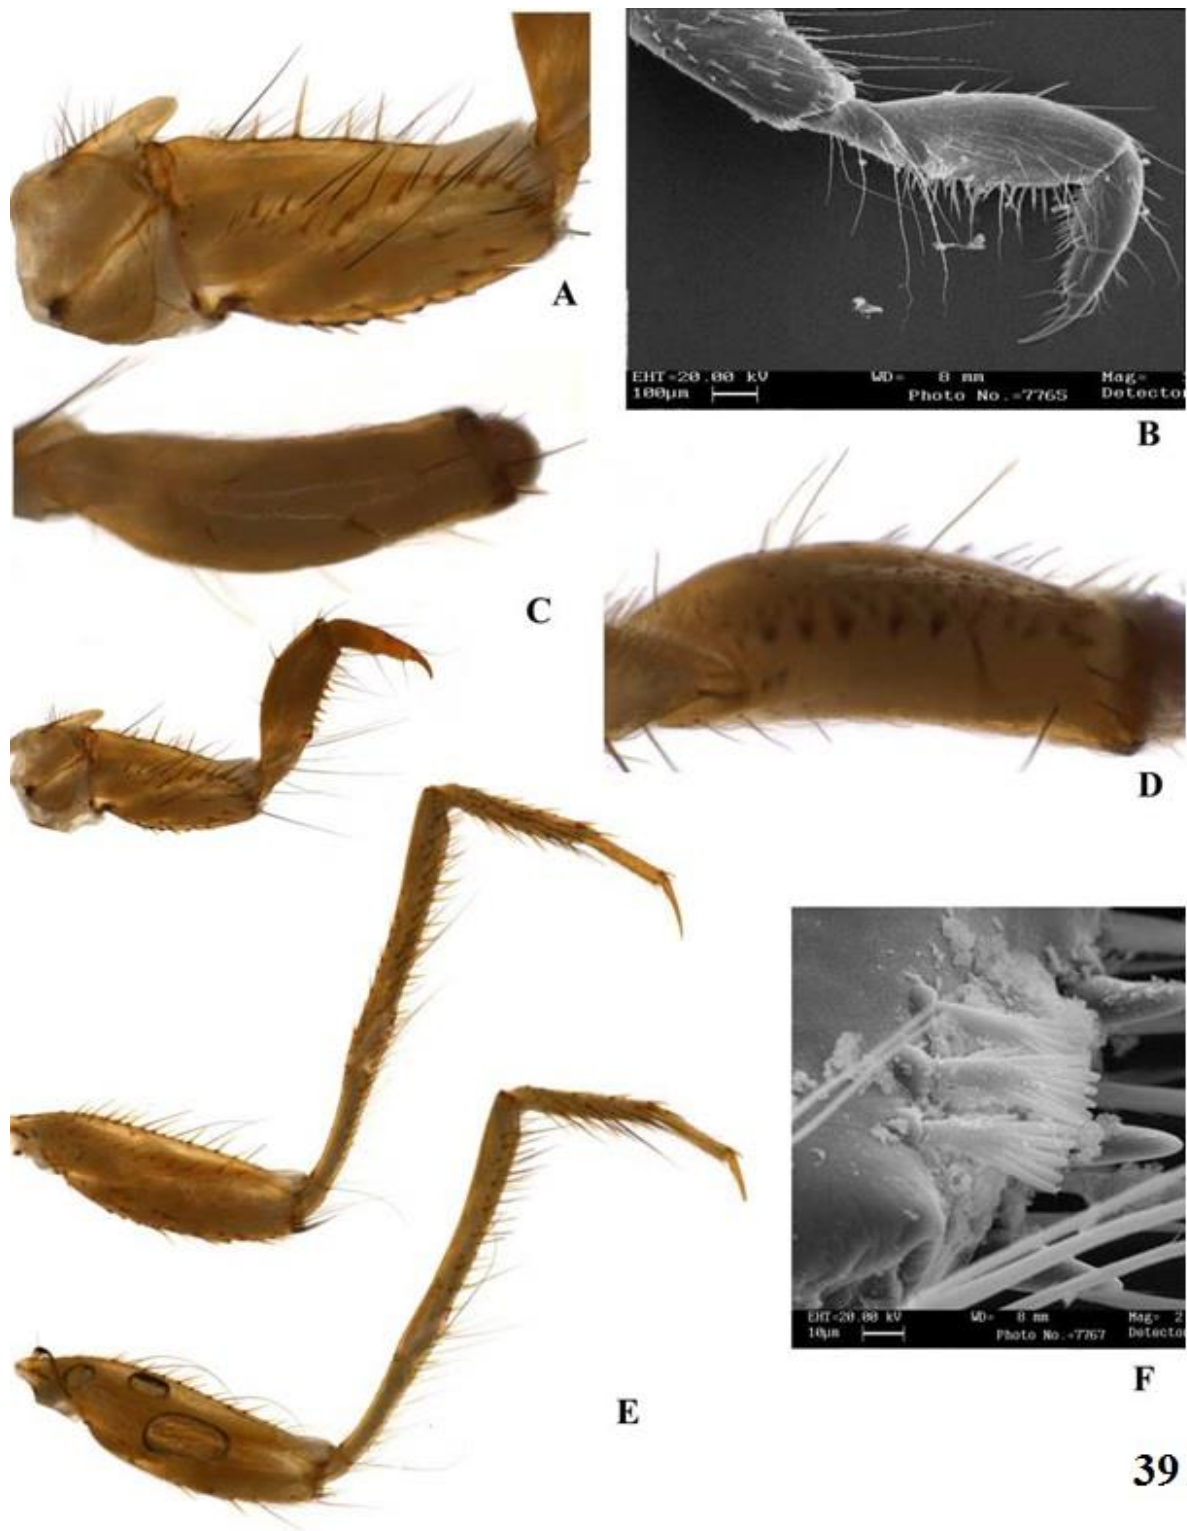 A
EHT=20.00 kV WD= 8 mm Mag=
100µm Photo No.=7765 Detector
B
C
D
EHT=20.00 kV WD= 8 mm Mag= 2
10µm Photo No.=7767 Detector
F
E
39